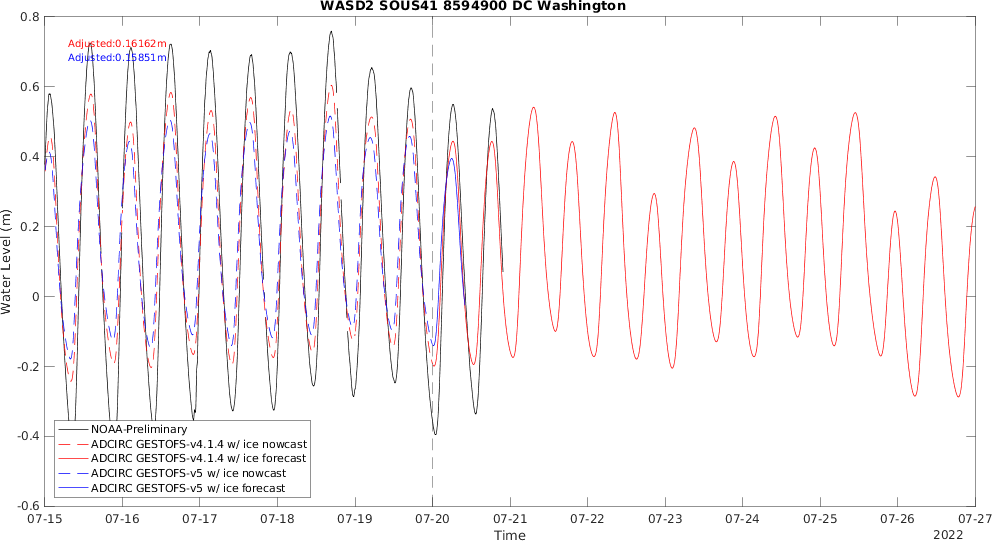 WASD2 SOUS41 8594900 DC Washington
Adjusted:0.16162m
Adjusted:0.15851m
Water Level (m)
0.8
0.6
0.4
0.2
0
-0.2
-0.4
-0.6
NOAA-Preliminary
ADCIRC GESTOFS-v4.1.4 w/ ice nowcast
ADCIRC GESTOFS-v4.1.4 w/ ice forecast
ADCIRC GESTOFS-v5 w/ ice nowcast
ADCIRC GESTOFS-v5 w/ ice forecast
07-15 07-16 07-17 07-18 07-19 07-20 07-21 07-22 07-23 07-24 07-25 07-26 07-27
Time
2022